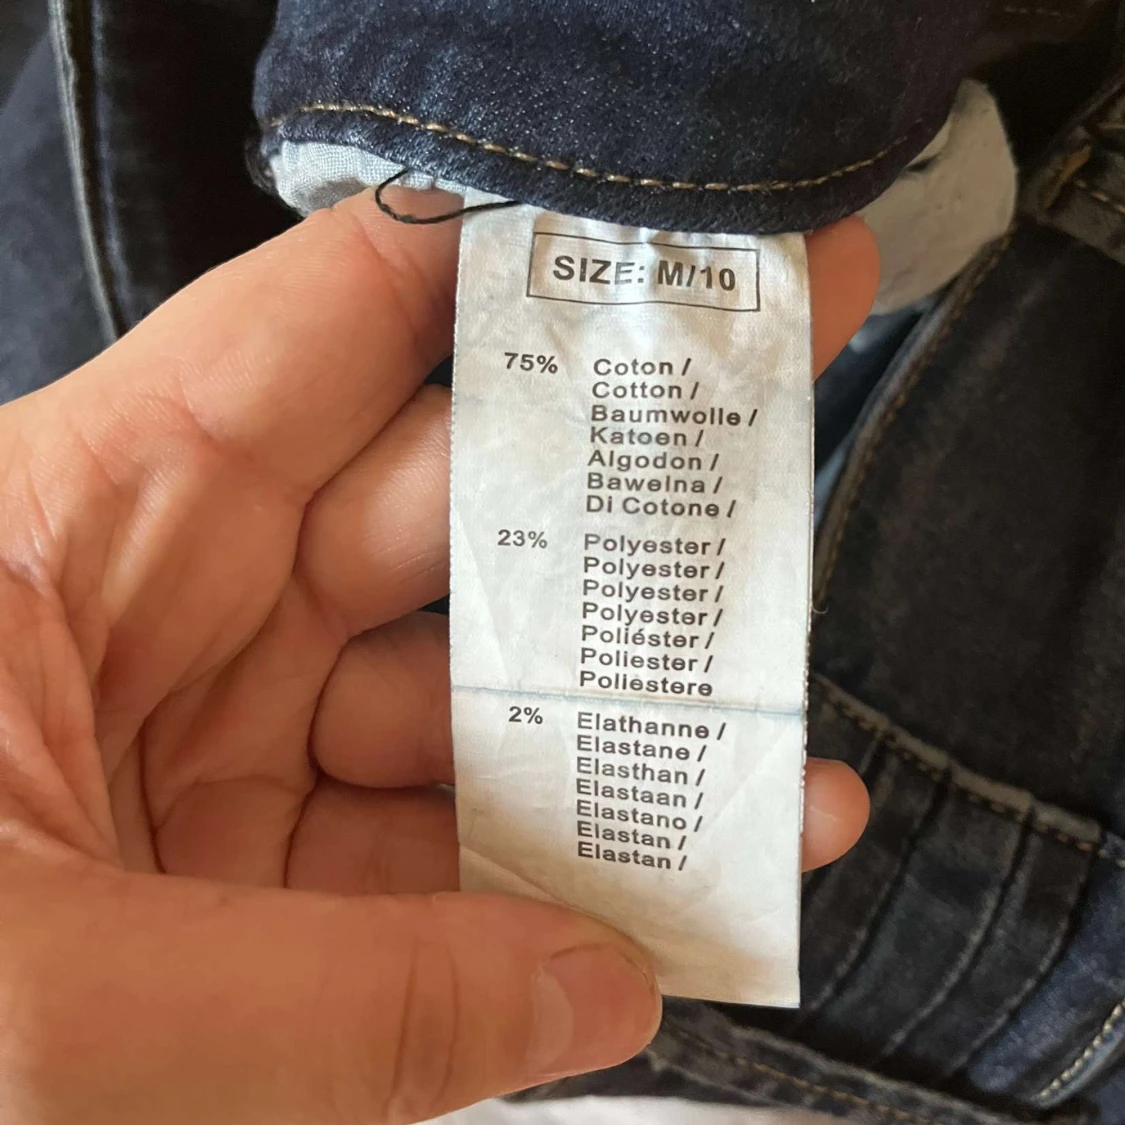 SIZE: M/10
75% Coton /
Cotton /
Baumwolle /
Katoen /
Algodon /
Bawelna /
Di Cotone /
23% Polyester /
Polyester /
Polyester /
Polyester /
Poliéster /
Poliester /
Poliestere
2% Elathanne /
Elastane /
Elasthan /
Elastaan /
Elastano /
Elastan /
Elastan /